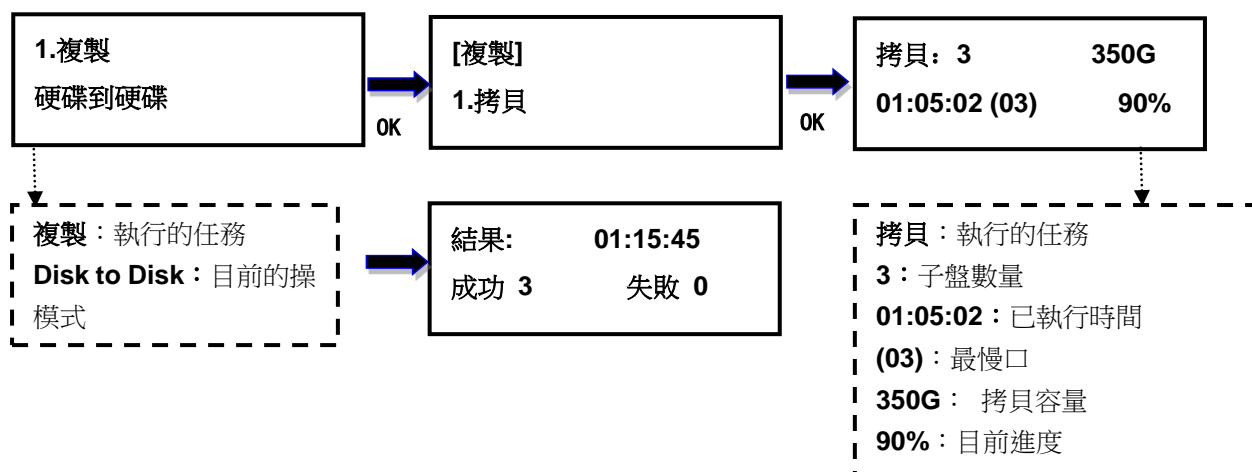 1.複製
硬碟到硬碟
OK
[複製]
1.拷貝
OK
拷貝：3 350G
01:05:02 (03) 90%
複製：執行的任務
Disk to Disk：目前的操
模式
結果: 01:15:45
成功 3 失敗 0
拷貝：執行的任務
3：子盤數量
01:05:02：已執行時間
(03)：最慢口
350G： 拷貝容量
90%：目前進度